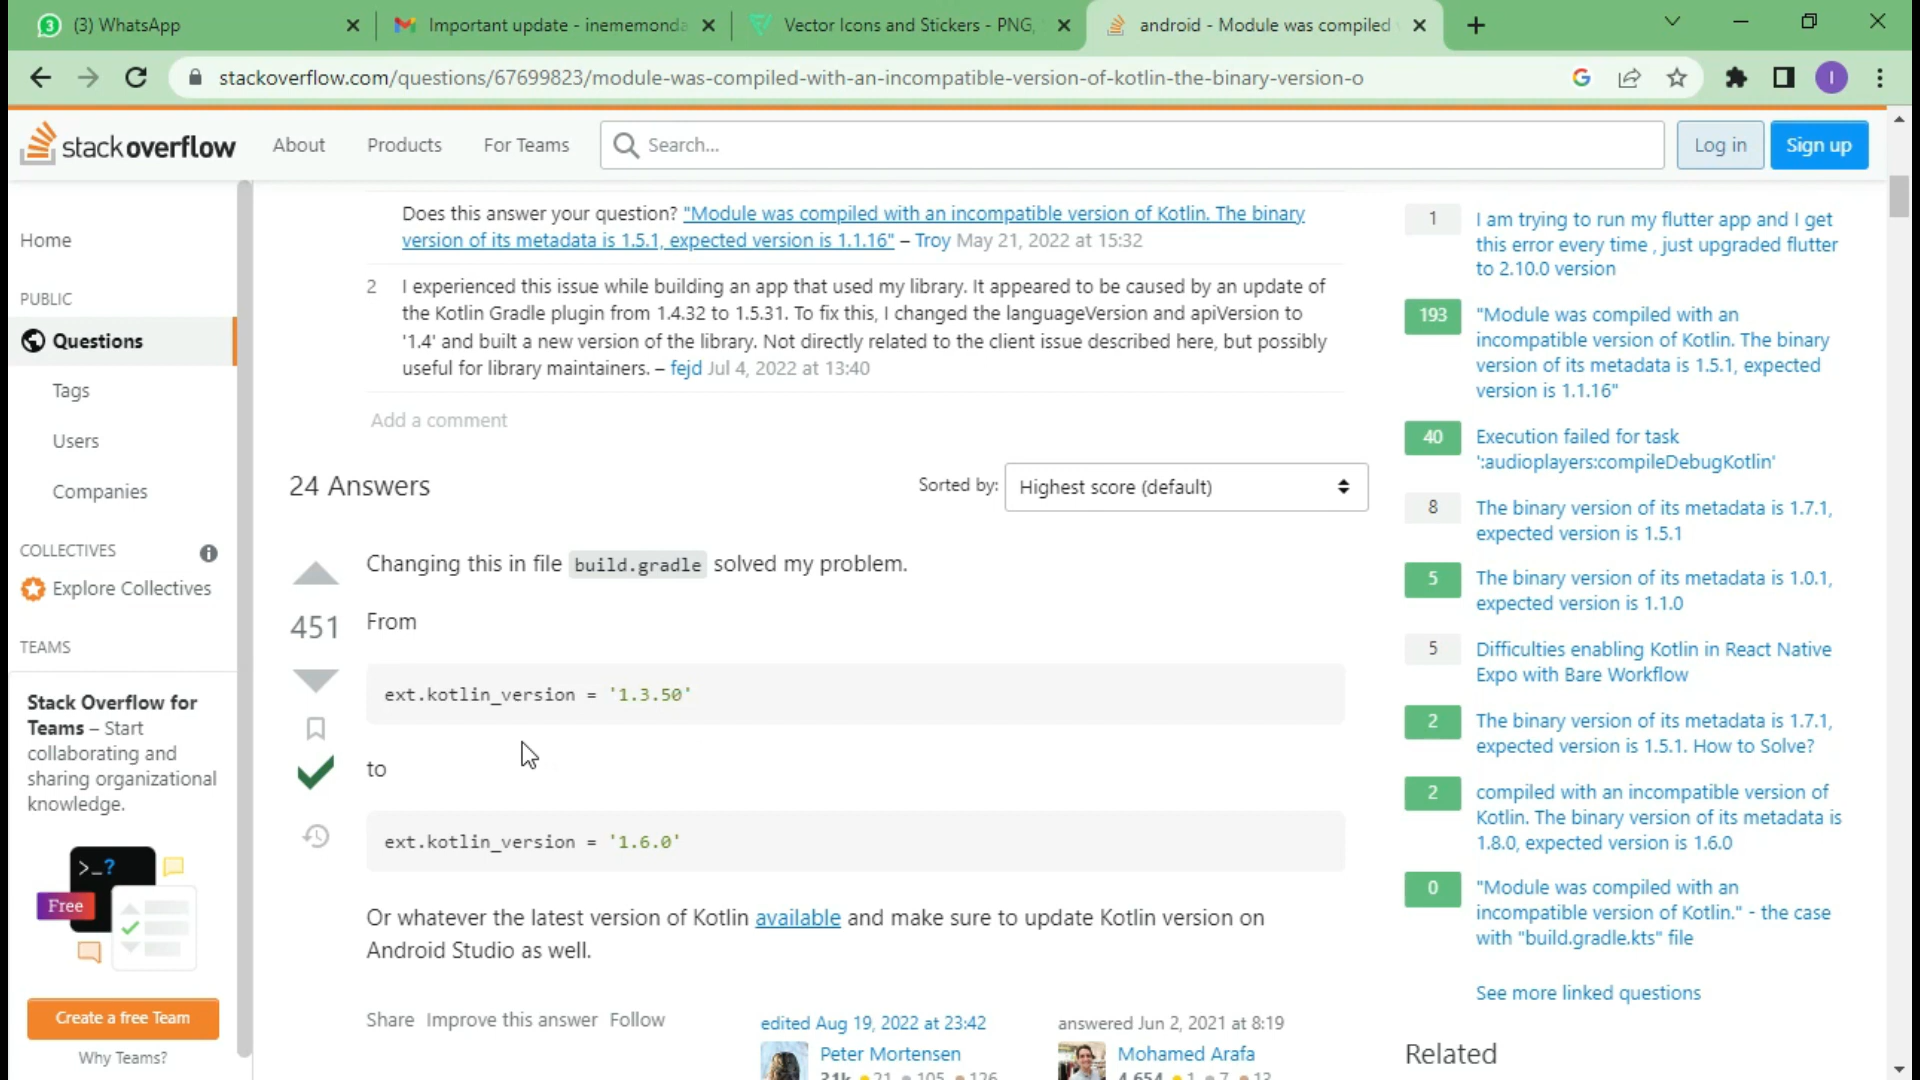 (3) WhatsApp
Important update - inememonda
Vector Icons and Stickers - PNG,
android - Module was compiled
stackoverflow.com/questions/67699823/module-was-compiled-with-an-incompatible-version-of-kotlin-the-binary-version-o
I
stack overflow
About
Products
For Teams
Search...
Log in
Sign up
Home
PUBLIC
Questions
Tags
Users
Companies
COLLECTIVES
Explore Collectives
TEAMS
Stack Overflow for
Teams – Start
collaborating and
sharing organizational
knowledge.
>_?
Free
Create a free Team
Why Teams?
Does this answer your question? "Module was compiled with an incompatible version of Kotlin. The binary
version of its metadata is 1.5.1, expected version is 1.1.16" – Troy May 21, 2022 at 15:32
2 I experienced this issue while building an app that used my library. It appeared to be caused by an update of
the Kotlin Gradle plugin from 1.4.32 to 1.5.31. To fix this, I changed the languageVersion and apiVersion to
'1.4' and built a new version of the library. Not directly related to the client issue described here, but possibly
useful for library maintainers. – fejd Jul 4, 2022 at 13:40
Add a comment
24 Answers
Sorted by:
Highest score (default)
451
Changing this in file build.gradle solved my problem.
From
ext.kotlin_version = '1.3.50'
to
ext.kotlin_version = '1.6.0'
Or whatever the latest version of Kotlin available and make sure to update Kotlin version on
Android Studio as well.
Share Improve this answer Follow
edited Aug 19, 2022 at 23:42
Peter Mortensen
31k 21 105 126
answered Jun 2, 2021 at 8:19
Mohamed Arafa
4,654 1 7 13
1 I am trying to run my flutter app and I get
this error every time , just upgraded flutter
to 2.10.0 version
193 "Module was compiled with an
incompatible version of Kotlin. The binary
version of its metadata is 1.5.1, expected
version is 1.1.16"
40 Execution failed for task
':audioplayers:compileDebugKotlin'
8 The binary version of its metadata is 1.7.1,
expected version is 1.5.1
5 The binary version of its metadata is 1.0.1,
expected version is 1.1.0
5 Difficulties enabling Kotlin in React Native
Expo with Bare Workflow
2 The binary version of its metadata is 1.7.1,
expected version is 1.5.1. How to Solve?
2 compiled with an incompatible version of
Kotlin. The binary version of its metadata is
1.8.0, expected version is 1.6.0
0 "Module was compiled with an
incompatible version of Kotlin." - the case
with "build.gradle.kts" file
See more linked questions
Related